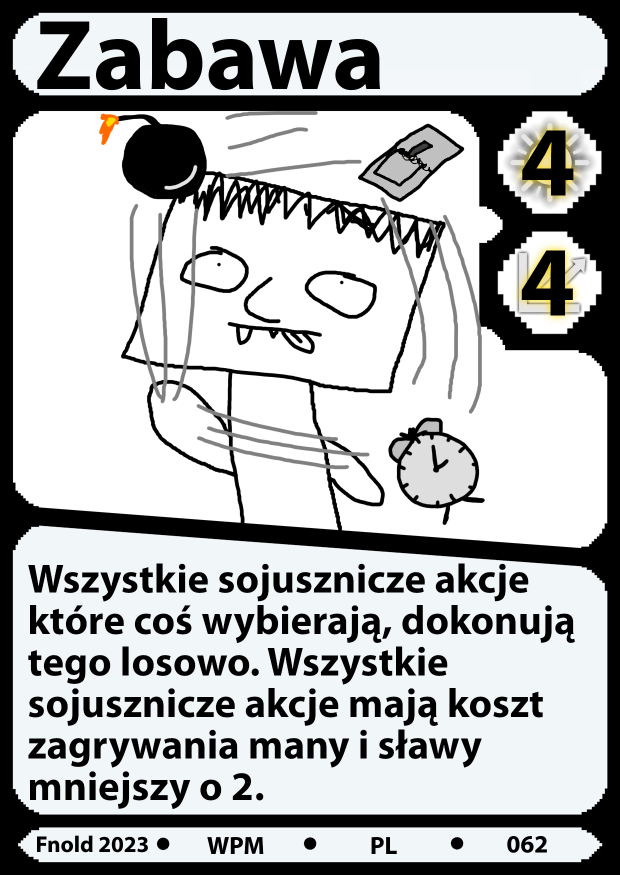 Zabawa
4
4
Wszystkie sojusznicze akcje
które coś wybierają, dokonują
tego losowo. Wszystkie
sojusznicze akcje mają koszt
zagrywania many i sławy
mniejszy o 2.
Fnold 2023 • WPM • PL • 062